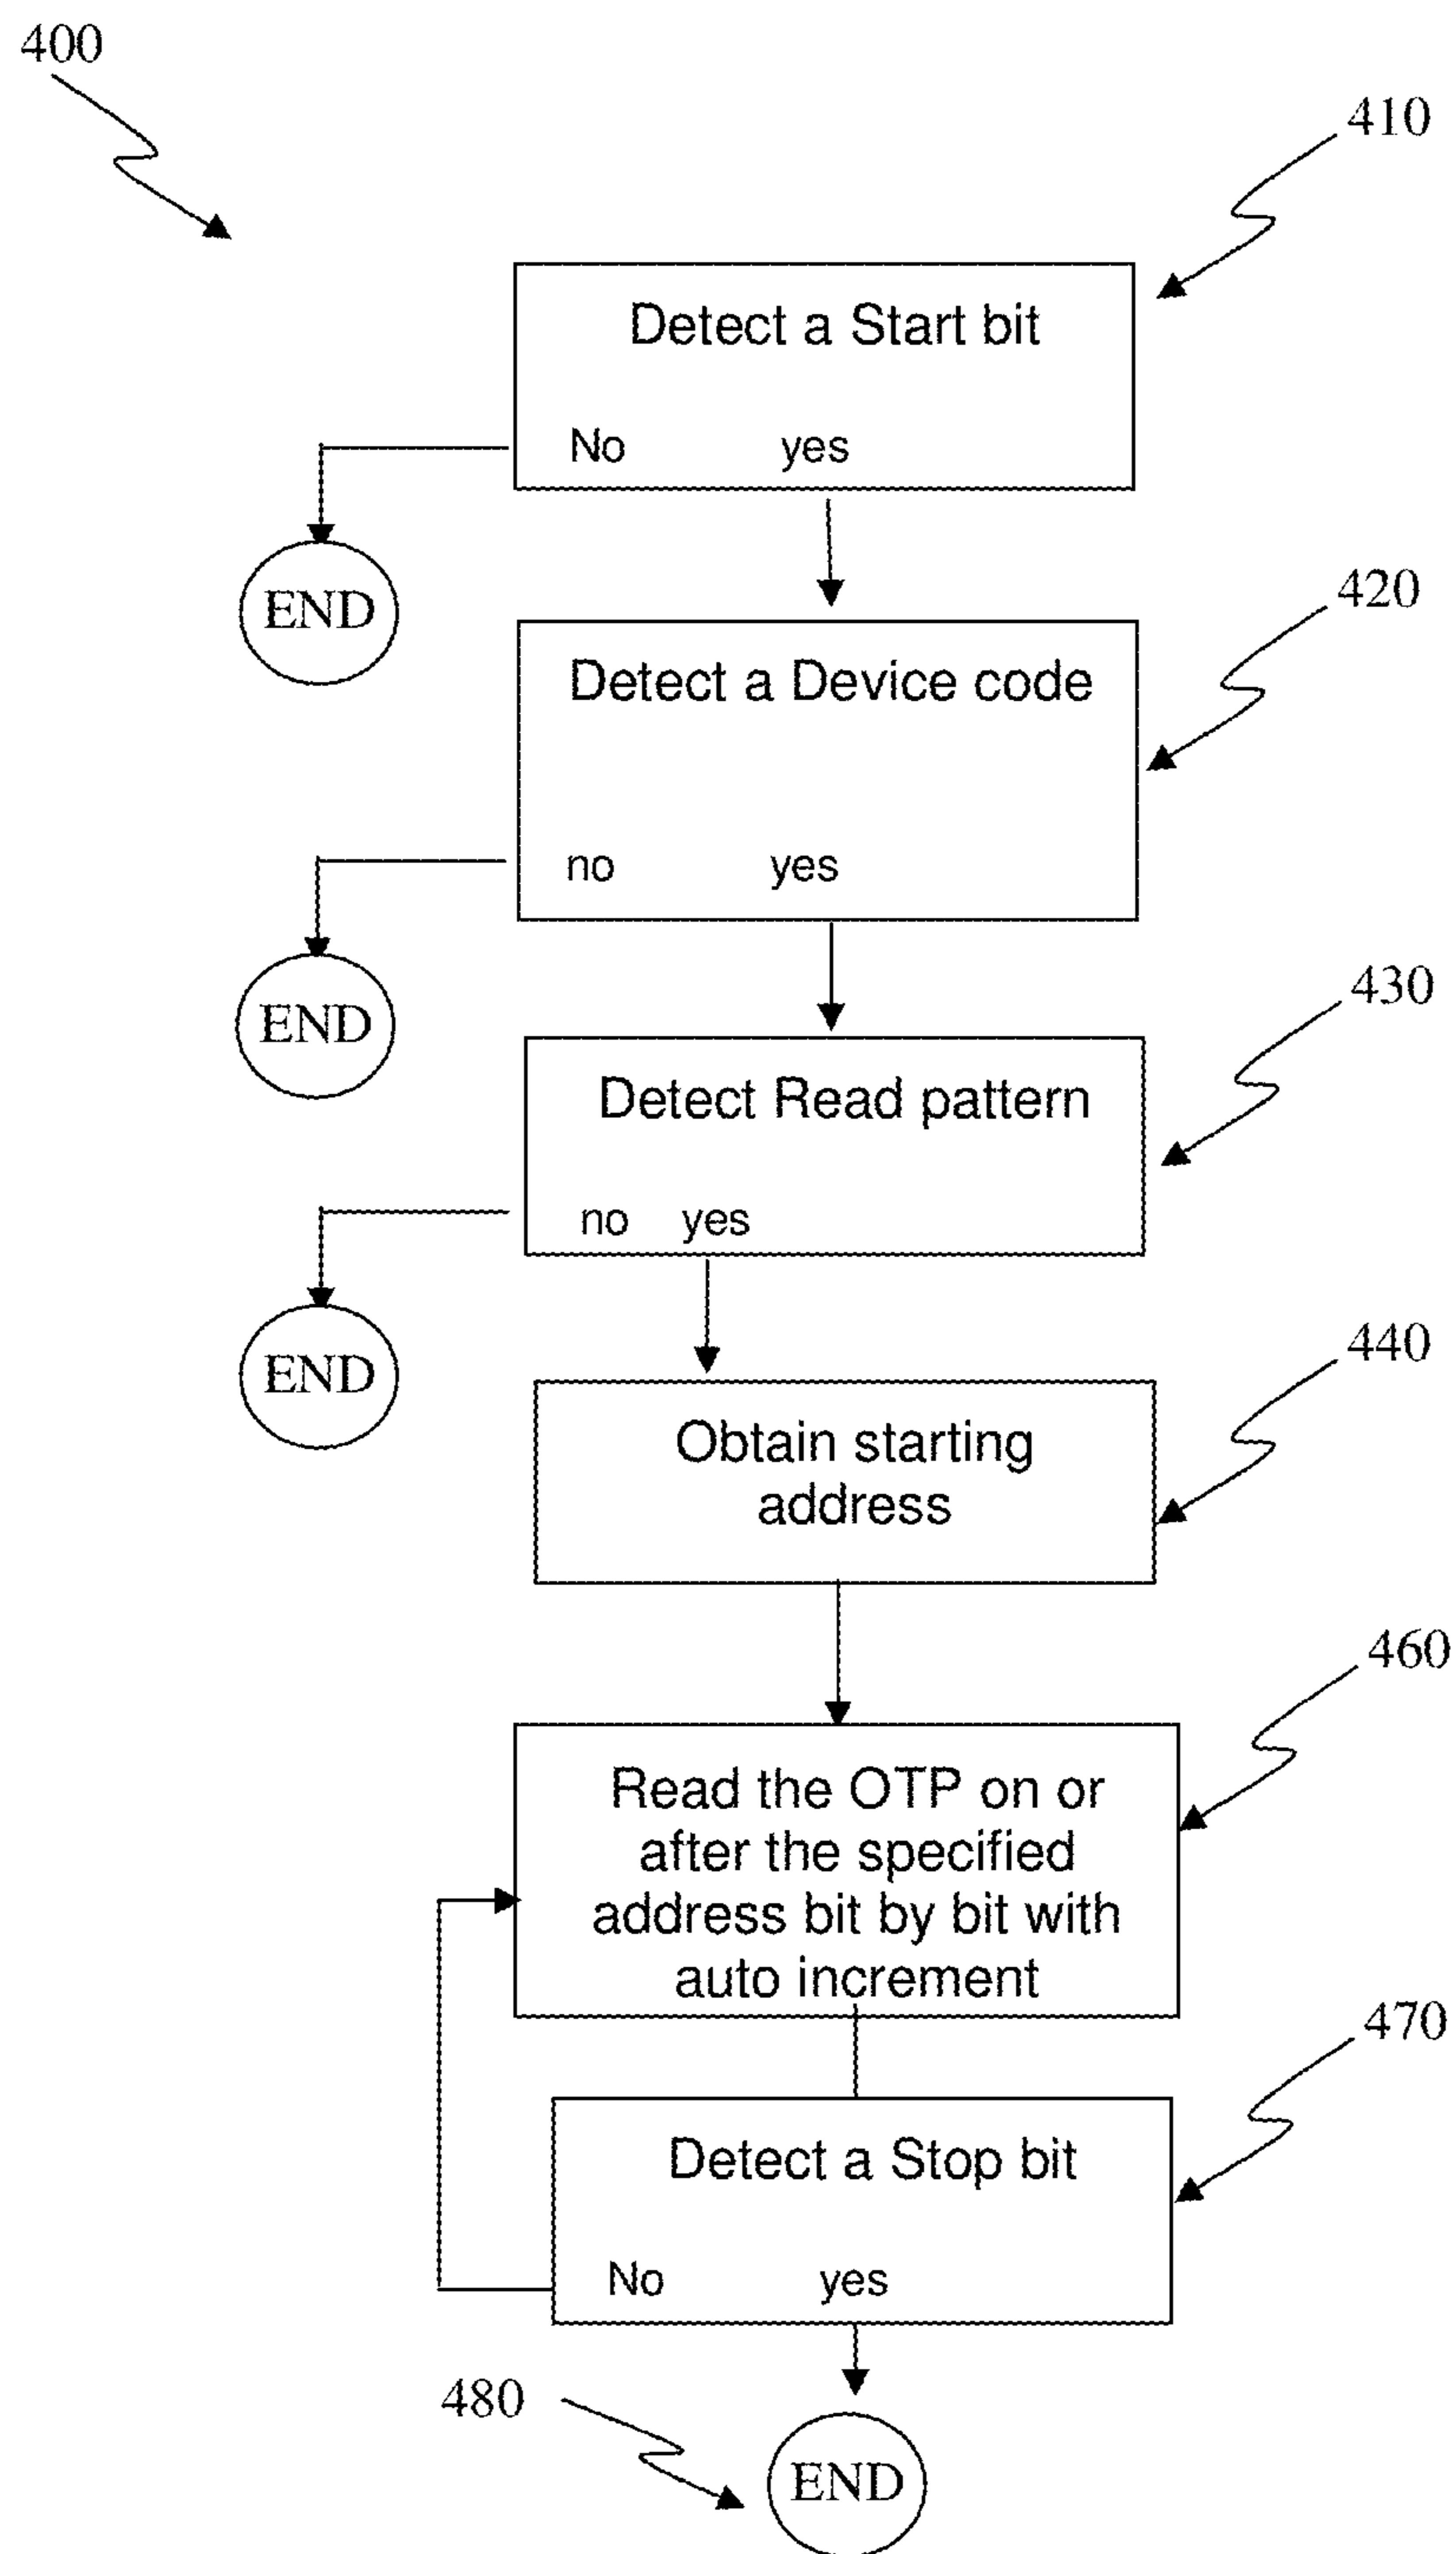 400
410
Detect a Start bit
No yes
END
420
Detect a Device code
no yes
END
430
Detect Read pattern
no yes
END
440
Obtain starting
address
460
Read the OTP on or
after the specified
address bit by bit with
auto increment
470
Detect a Stop bit
No yes
480
END